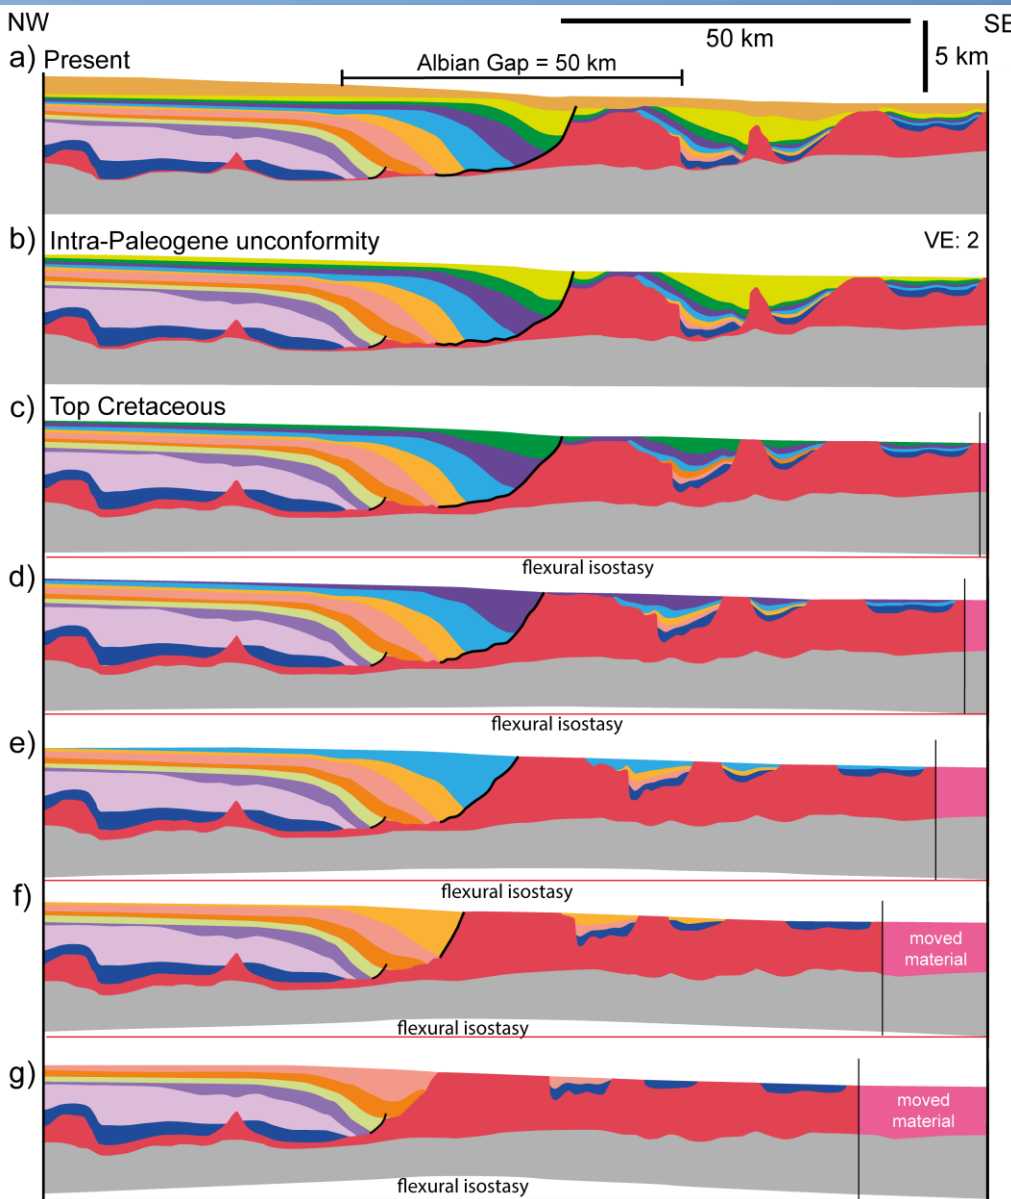 NW
SE
50 km
5 km
a) Present
Albian Gap = 50 km
b) Intra-Paleogene unconformity
VE: 2
c) Top Cretaceous
flexural isostasy
d)
flexural isostasy
e)
flexural isostasy
f)
moved
material
flexural isostasy
g)
moved
material
flexural isostasy